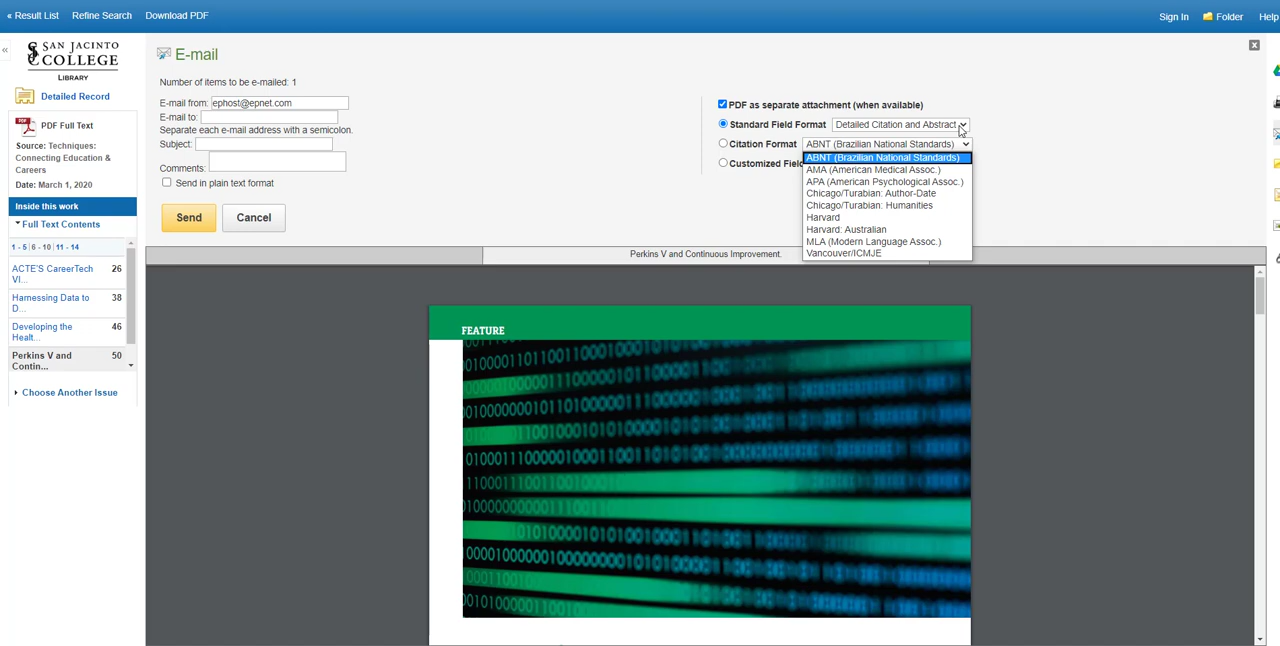 « Result List Refine Search Download PDF Sign In Folder Help
«
SAN JACINTO
COLLEGE
LIBRARY
Detailed Record
PDF Full Text
Source: Techniques:
Connecting Education &
Careers
Date: March 1, 2020
Inside this work
Full Text Contents
1 - 5 | 6 - 10 | 11 - 14
ACTE'S CareerTech 26
VI...
Harnessing Data to 38
D...
Developing the 46
Healt...
Perkins V and 50
Contin...
Choose Another Issue
E-mail
Number of items to be e-mailed: 1
E-mail from: ephost@epnet.com
E-mail to:
Separate each e-mail address with a semicolon.
Subject:
Comments:
Send in plain text format
Send Cancel
PDF as separate attachment (when available)
Standard Field Format Detailed Citation and Abstract
Citation Format ABNT (Brazilian National Standards)
Customized Field
ABNT (Brazilian National Standards)
AMA (American Medical Assoc.)
APA (American Psychological Assoc.)
Chicago/Turabian: Author-Date
Chicago/Turabian: Humanities
Harvard
Harvard: Australian
MLA (Modern Language Assoc.)
Vancouver/ICMJE
Perkins V and Continuous Improvement.
FEATURE